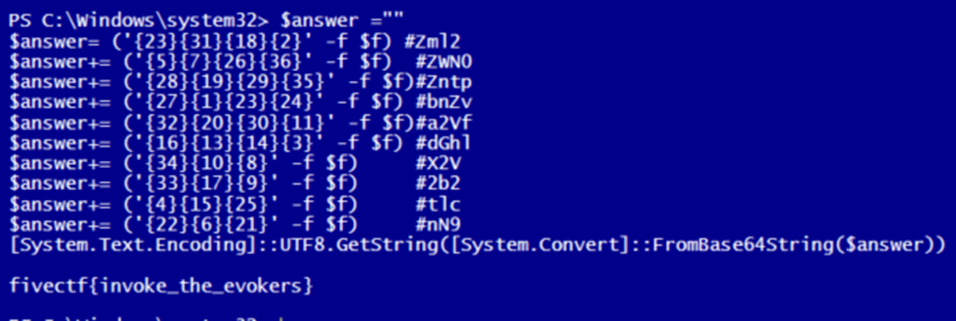 PS C:\Windows\system32> $answer =""
$answer= ('{23}{31}{18}{2}' -f $f) #Zml2
$answer+= ('{5}{7}{26}{36}' -f $f)  #ZWN0
$answer+= ('{28}{19}{29}{35}' -f $f)#Zntp
$answer+= ('{27}{1}{23}{24}' -f $f) #bnZv
$answer+= ('{32}{20}{30}{11}' -f $f)#a2Vf
$answer+= ('{16}{13}{14}{3}' -f $f) #dGhl
$answer+= ('{34}{10}{8}' -f $f)     #X2V
$answer+= ('{33}{17}{9}' -f $f)     #2b2
$answer+= ('{4}{15}{25}' -f $f)     #tlc
$answer+= ('{22}{6}{21}' -f $f)     #nN9
[System.Text.Encoding]::UTF8.GetString([System.Convert]::FromBase64String($answer))
fivectf{invoke_the_evokers}